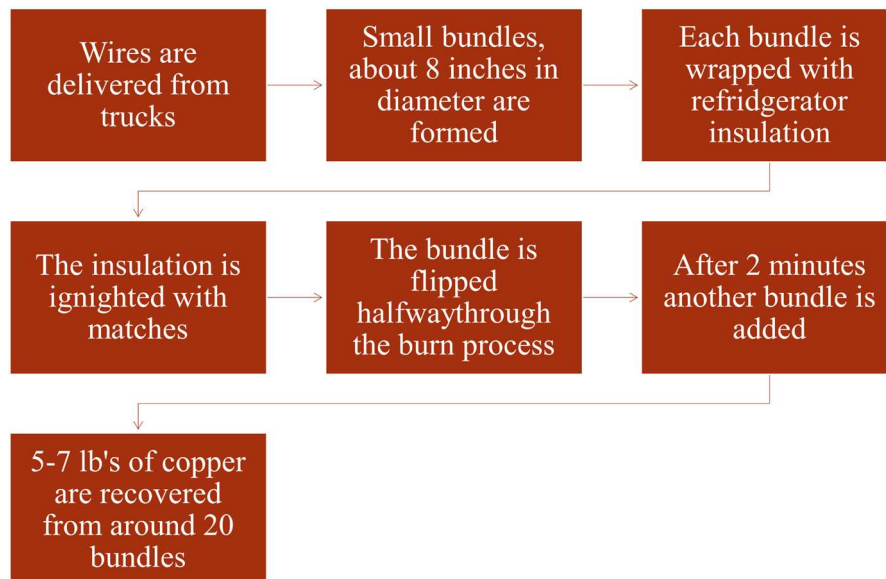 Wires are
delivered from
trucks
Small bundles,
about 8 inches in
diameter are
formed
Each bundle is
wrapped with
refridgerator
insulation
The insulation is
ignighted with
matches
The bundle is
flipped
halfwaythrough
the burn process
After 2 minutes
another bundle is
added
5-7 lb's of copper
are recovered
from around 20
bundles